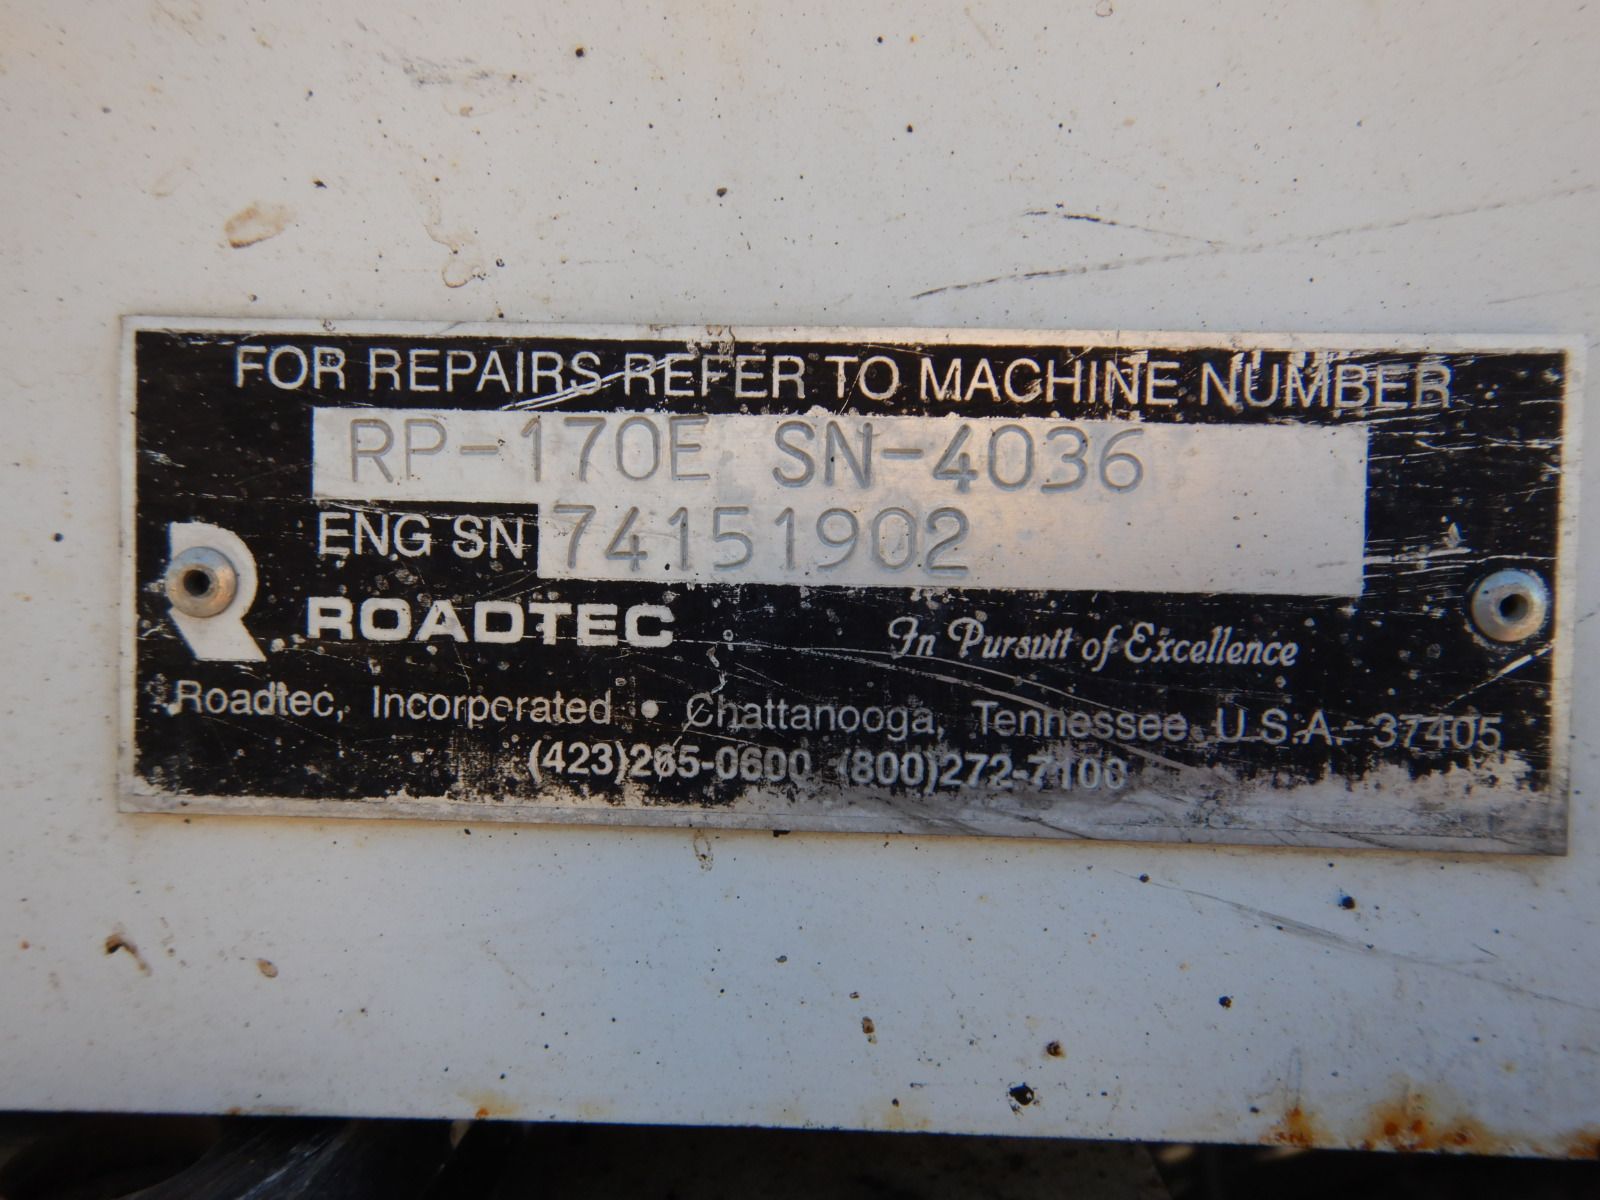 FOR REPAIRS REFER TO MACHINE NUMBER
RP-170E SN-4036
ENG SN 74151902
ROADTEC
In Pursuit of Excellence
Roadtec, Incorporated • Chattanooga, Tennessee U.S.A. 37405
(423)265-0600 (800)272-7100